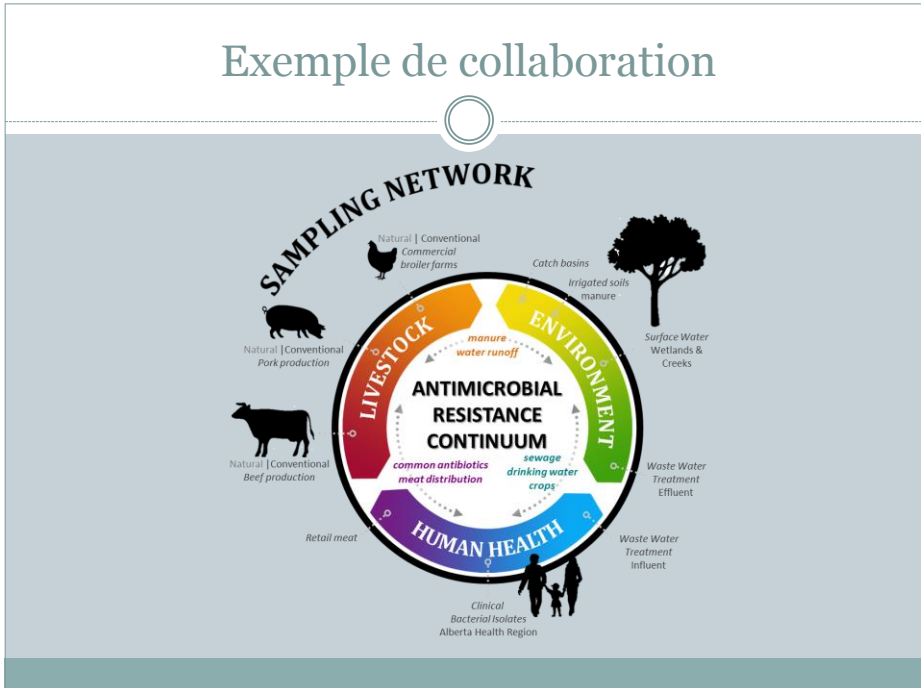 Exemple de collaboration
SAMPLING NETWORK
Natural | Conventional
Commercial
broiler farms
Catch basins
Irrigated soils
manure
Surface Water
Wetlands &
Creeks
Natural |Conventional
Pork production
LIVESTOCK
ENVIRONMENT
manure
water runoff
ANTIMICROBIAL
RESISTANCE
CONTINUUM
common antibiotics
meat distribution
sewage
drinking water
crops
Natural |Conventional
Beef production
Waste Water
Treatment
Effluent
HUMAN HEALTH
Retail meat
Waste Water
Treatment
Influent
Clinical
Bacterial Isolates
Alberta Health Region